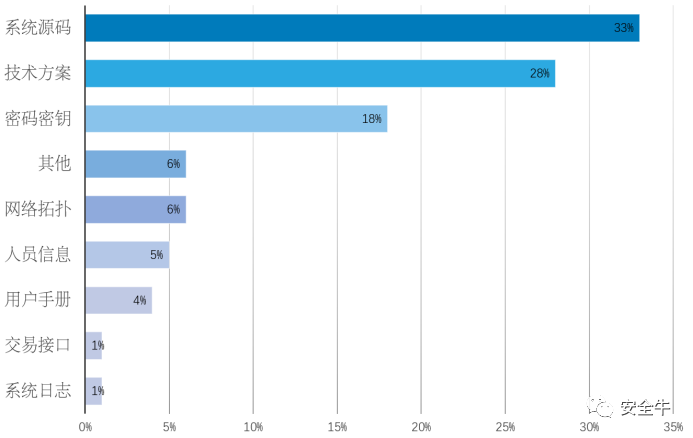 系统源码 33%
技术方案 28%
密码密钥 18%
其他 6%
网络拓扑 6%
人员信息 5%
用户手册 4%
交易接口 1%
系统日志 1%
安全牛
0% 5% 10% 15% 20% 25% 30% 35%